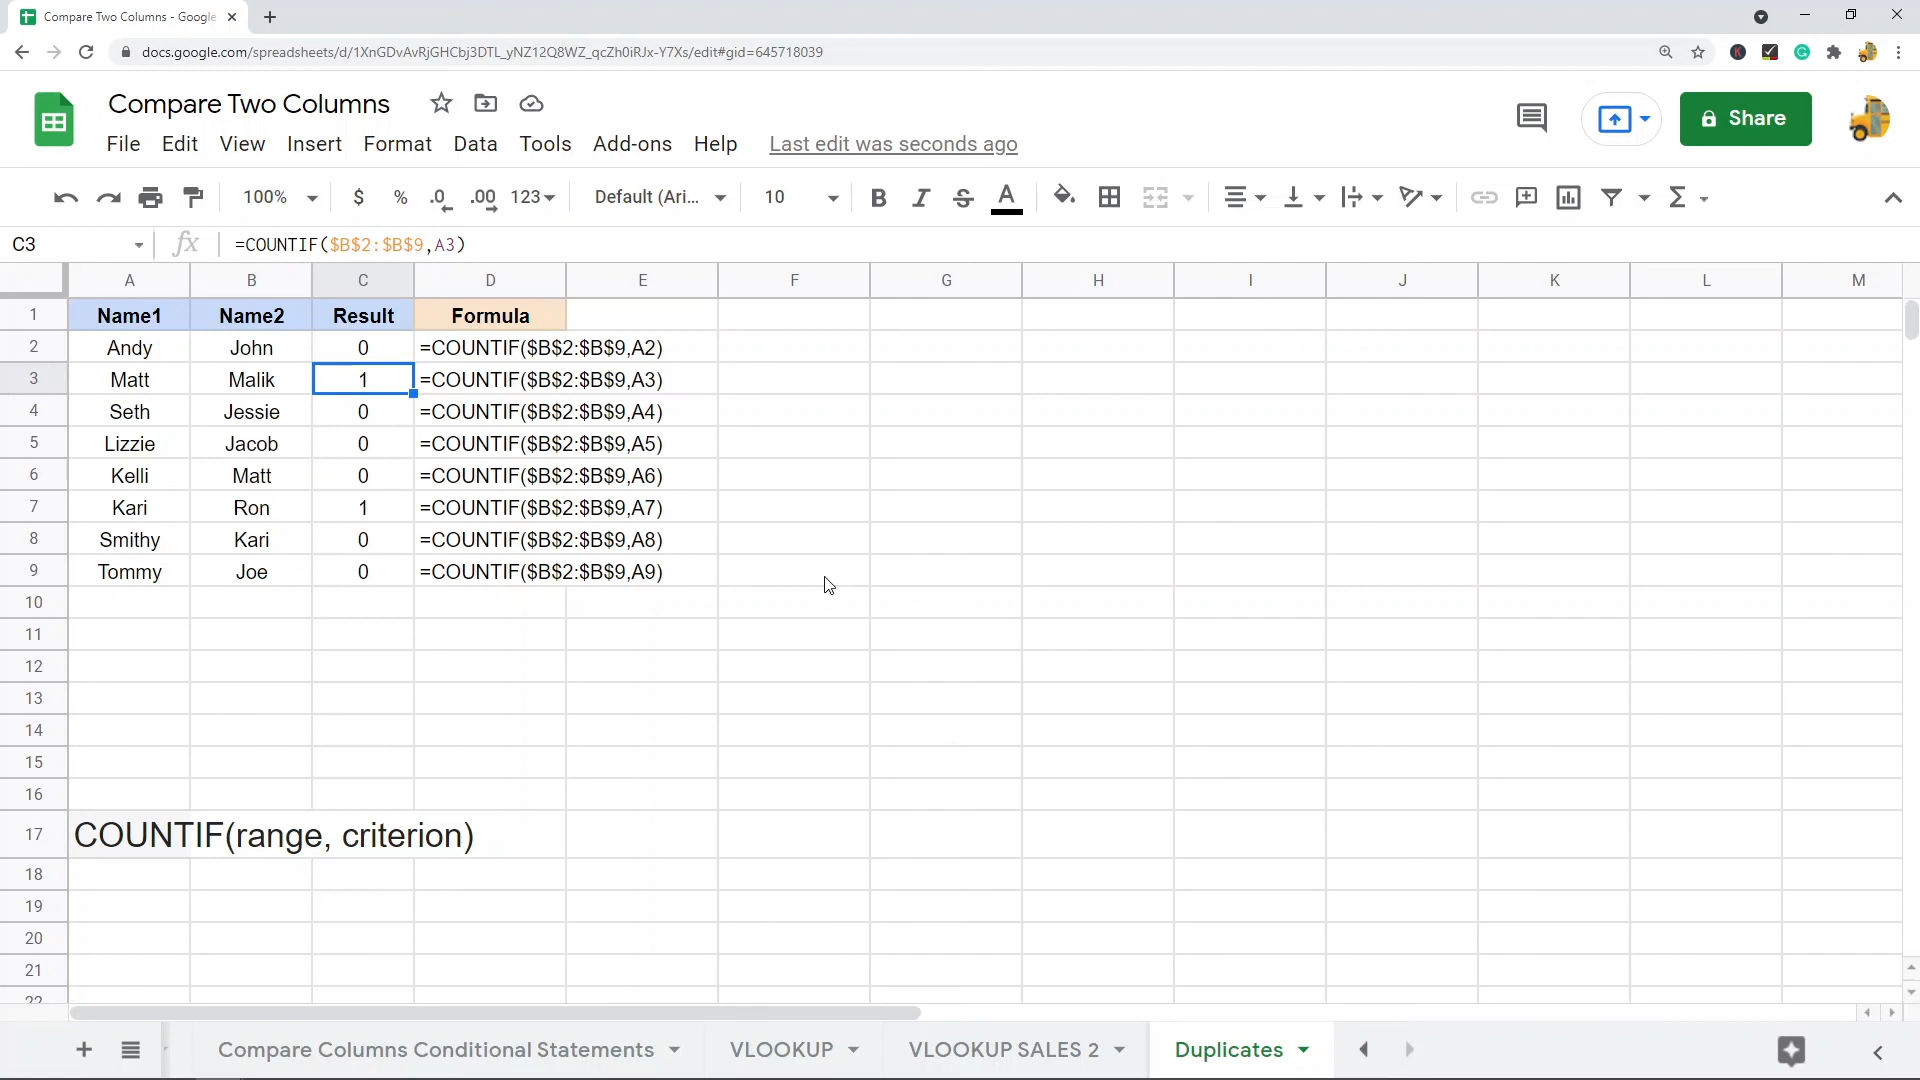 Compare Two Columns - Google
docs.google.com/spreadsheets/d/1XnGDvAvRjGHCbj3DTL_yNZ12Q8WZ_qcZh0iRJx-Y7Xs/edit#gid=645718039
Compare Two Columns
Share
File Edit View Insert Format Data Tools Add-ons Help Last edit was seconds ago
100% $ % .0 .00 123 Default (Ari... 10 B I S A Σ
C3 fx =COUNTIF($B$2:$B$9,A3)
A B C D E F G H I J K L M
1 Name1 Name2 Result Formula
2 Andy John 0 =COUNTIF($B$2:$B$9,A2)
3 Matt Malik 1 =COUNTIF($B$2:$B$9,A3)
4 Seth Jessie 0 =COUNTIF($B$2:$B$9,A4)
5 Lizzie Jacob 0 =COUNTIF($B$2:$B$9,A5)
6 Kelli Matt 0 =COUNTIF($B$2:$B$9,A6)
7 Kari Ron 1 =COUNTIF($B$2:$B$9,A7)
8 Smithy Kari 0 =COUNTIF($B$2:$B$9,A8)
9 Tommy Joe 0 =COUNTIF($B$2:$B$9,A9)
10
11
12
13
14
15
16
17 COUNTIF(range, criterion)
18
19
20
21
22
Compare Columns Conditional Statements VLOOKUP VLOOKUP SALES 2 Duplicates